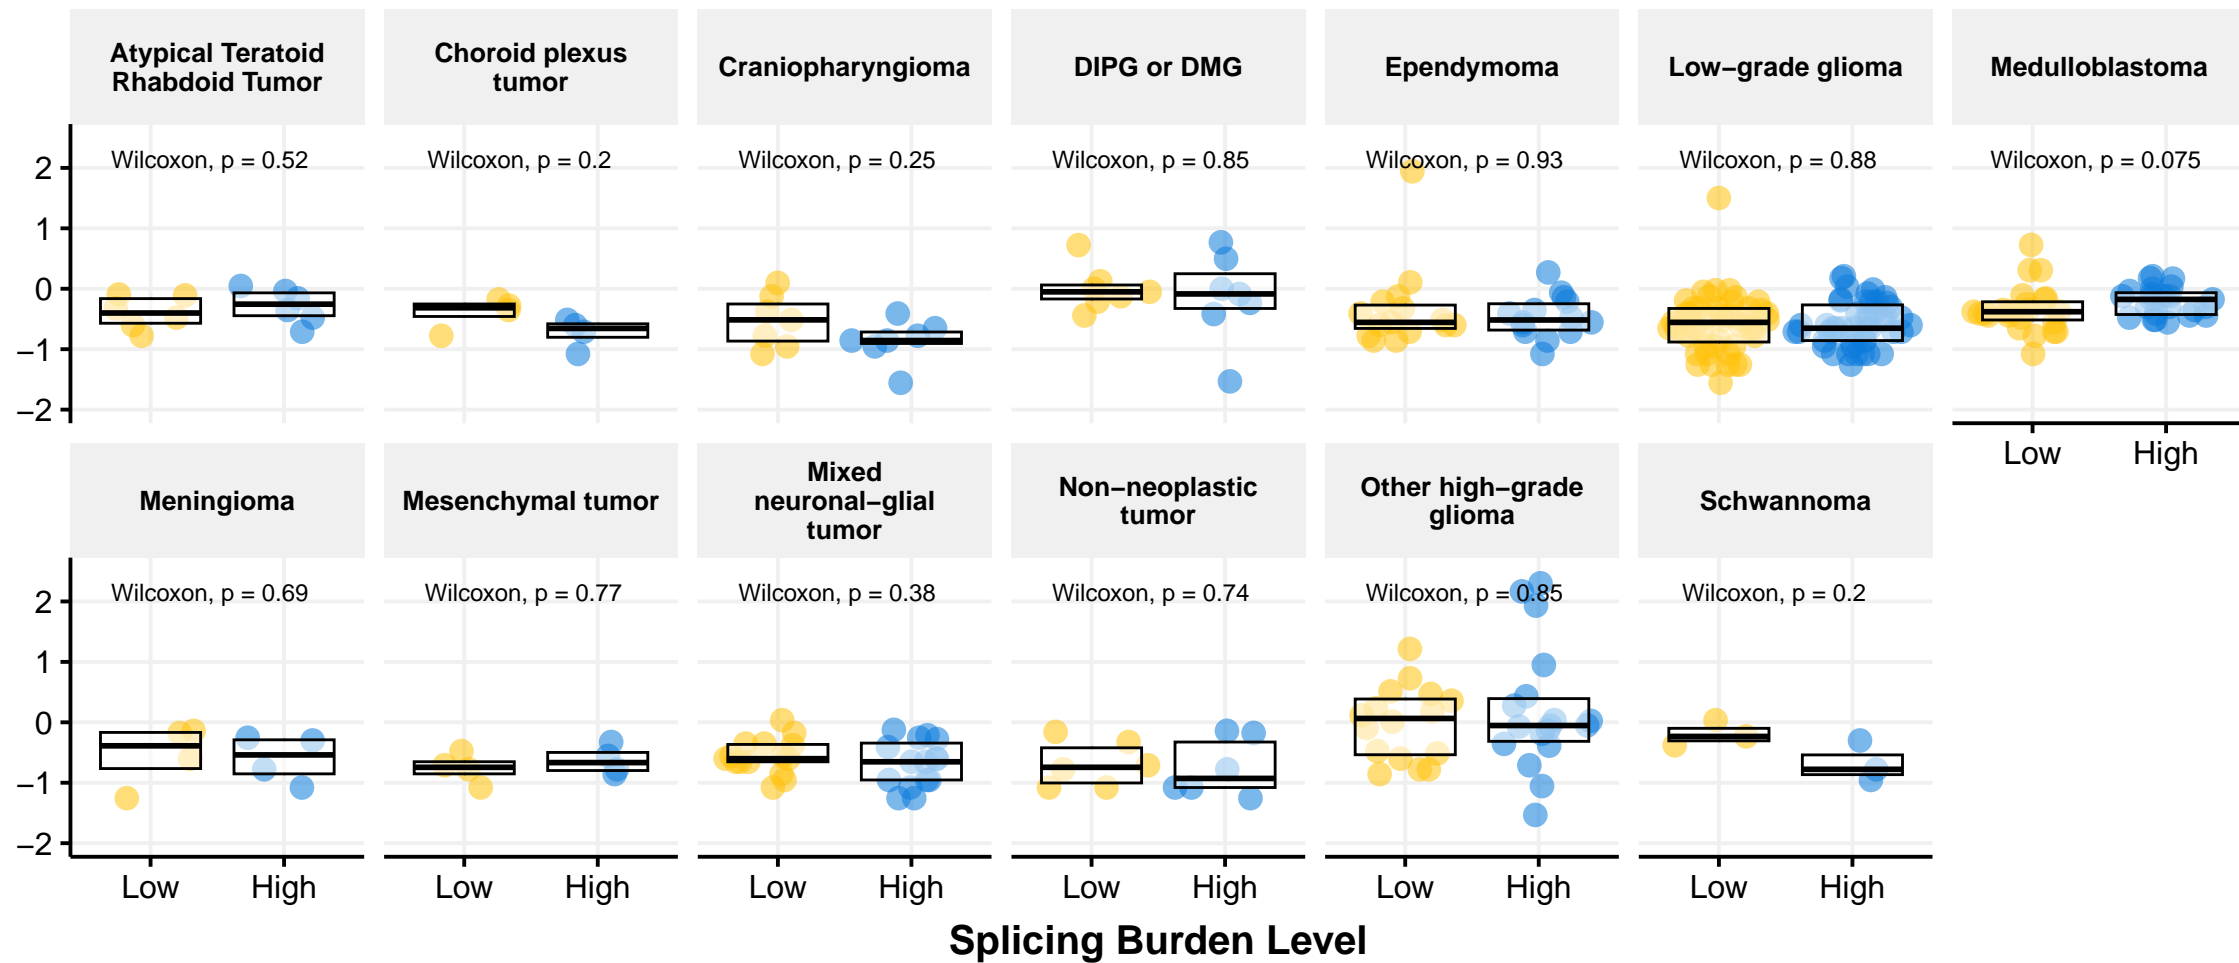 Atypical Teratoid
Rhabdoid Tumor
Choroid plexus
tumor
Craniopharyngioma
DIPG or DMG
Ependymoma
Low−grade glioma
Medulloblastoma
Wilcoxon, p = 0.52
Wilcoxon, p = 0.2
Wilcoxon, p = 0.25
Wilcoxon, p = 0.85
Wilcoxon, p = 0.93
Wilcoxon, p = 0.88
Wilcoxon, p = 0.075
2
1
0
−1
−2
Low
High
Meningioma
Mesenchymal tumor
Mixed
neuronal−glial
tumor
Non−neoplastic
tumor
Other high−grade
glioma
Schwannoma
Wilcoxon, p = 0.69
Wilcoxon, p = 0.77
Wilcoxon, p = 0.38
Wilcoxon, p = 0.74
Wilcoxon, p = 0.85
Wilcoxon, p = 0.2
2
1
0
−1
−2
Low
High
Low
High
Low
High
Low
High
Low
High
Low
High
Splicing Burden Level